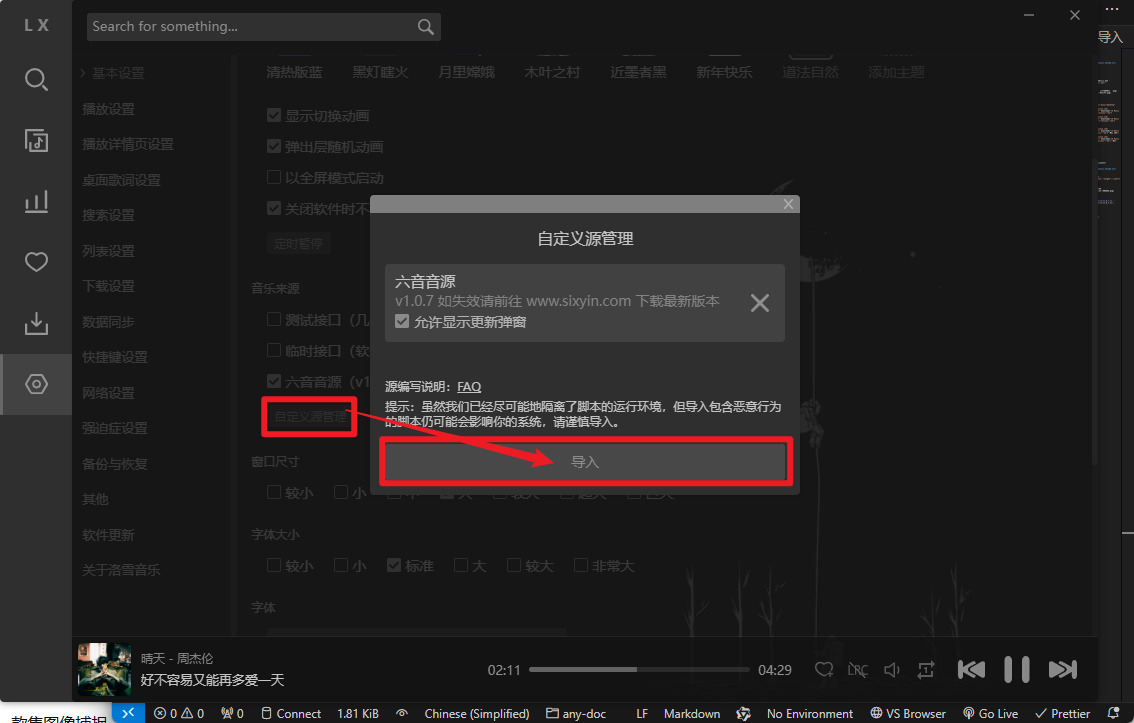 L X
Search for something...
导入
基本设置
播放设置
播放详情页设置
桌面歌词设置
搜索设置
列表设置
下载设置
数据同步
快捷键设置
网络设置
强迫症设置
备份与恢复
其他
软件更新
关于洛雪音乐
清热版蓝 黑灯瞎火 月里嫦娥 木叶之村 近墨者黑 新年快乐 道法自然 添加主题
显示切换动画
弹出层随机动画
以全屏模式启动
关闭软件时不
定时暂停
音乐来源
测试接口（几
临时接口（软
六音音源（v1
自定义源管理
窗口尺寸
较小 小
字体大小
较小 小 标准 大 较大 非常大
字体
自定义源管理
六音音源
v1.0.7 如失效请前往 www.sixyin.com 下载最新版本
允许显示更新弹窗
源编写说明：FAQ
提示：虽然我们已经尽可能地隔离了脚本的运行环境，但导入包含恶意行为
的脚本仍可能会影响你的系统，请谨慎导入。
导入
晴天 - 周杰伦
好不容易又能再多爱一天
02:11 04:29
LRC
0 0 0 Connect 1.81 KiB Chinese (Simplified) any-doc LF Markdown No Environment VS Browser Go Live Prettier